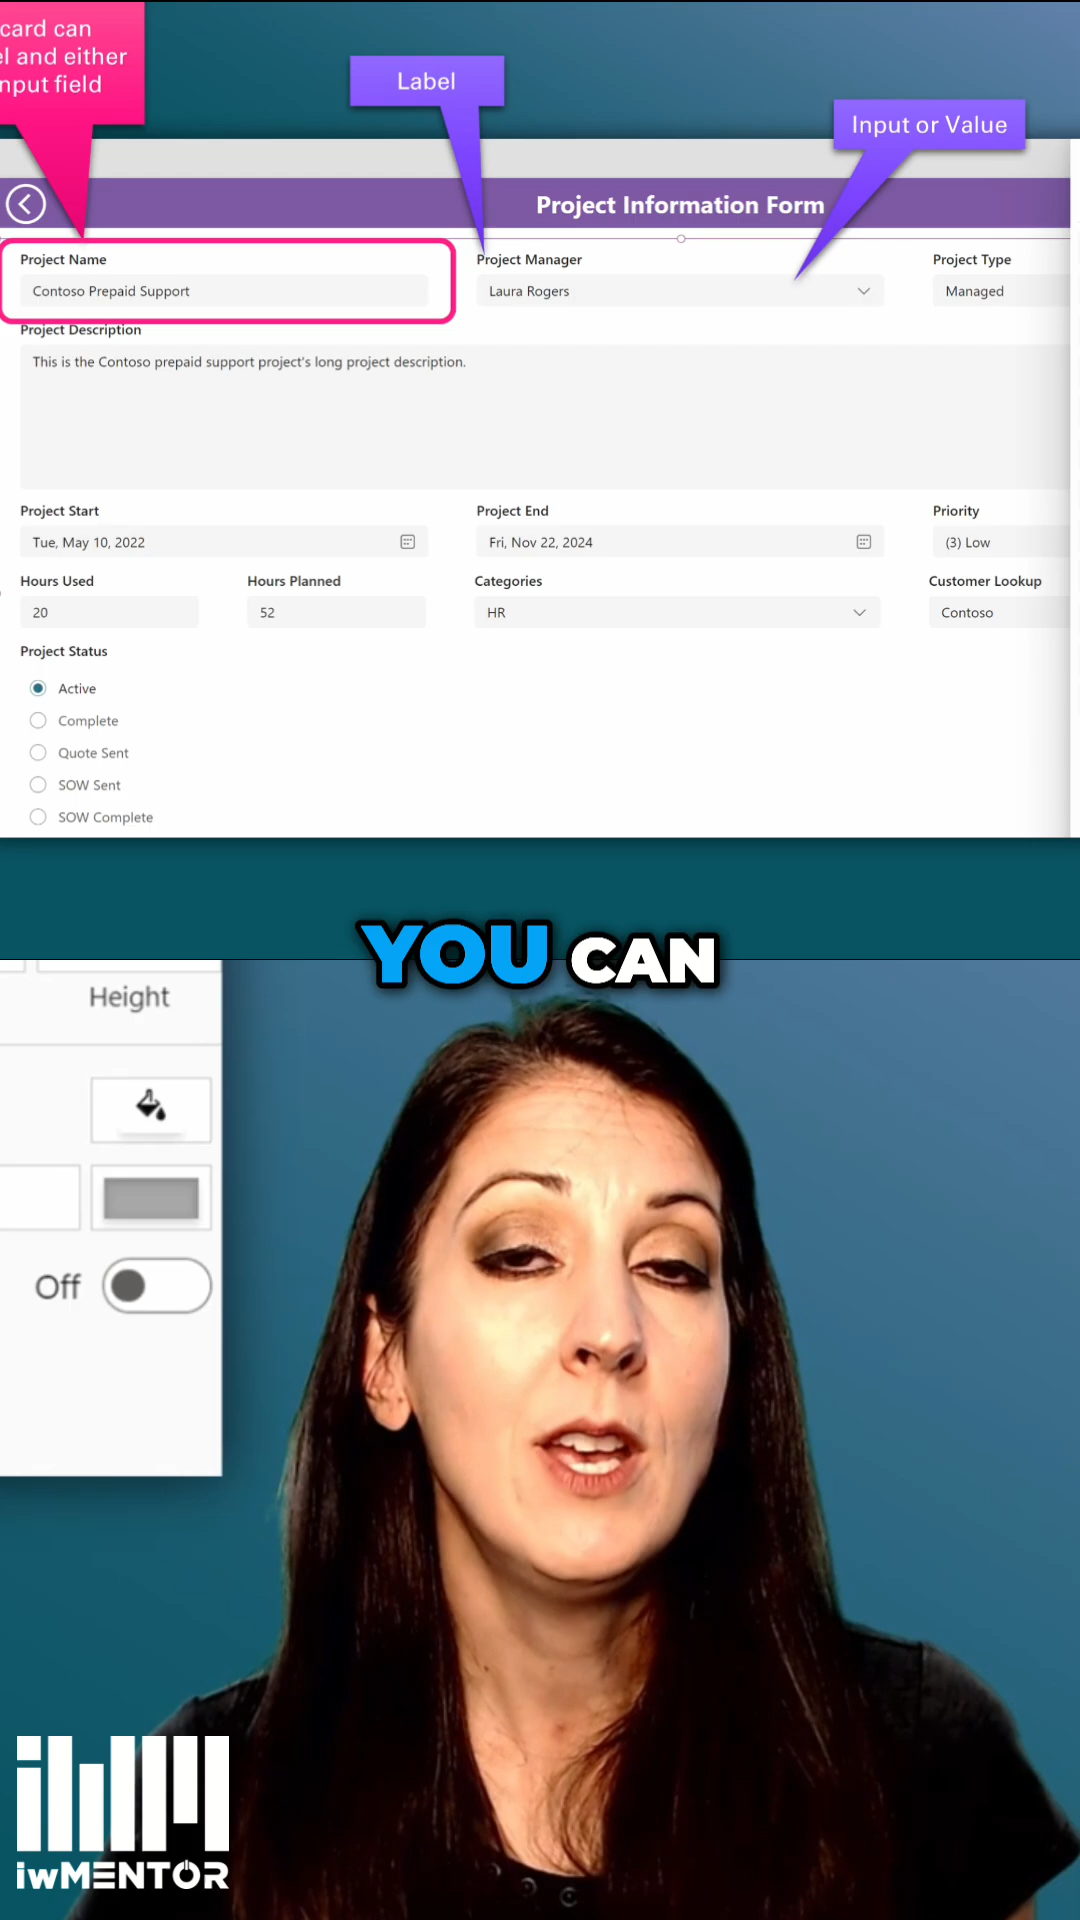 card can
and either
field
Label
Input or Value
Project Information Form
Project Name
Project Manager
Project Type
Contoso Prepaid Support
Laura Rogers
Managed
Project Description
This is the Contoso prepaid support project's long project description.
Project Start
Project End
Priority
Tue, May 10, 2022
Fri, Nov 22, 2024
(3) Low
Hours Used
Hours Planned
Categories
Customer Lookup
20
52
HR
Contoso
Project Status
Active
Complete
Quote Sent
SOW Sent
SOW Complete
YOU CAN
Height
Off
iwM
iwMENTOR